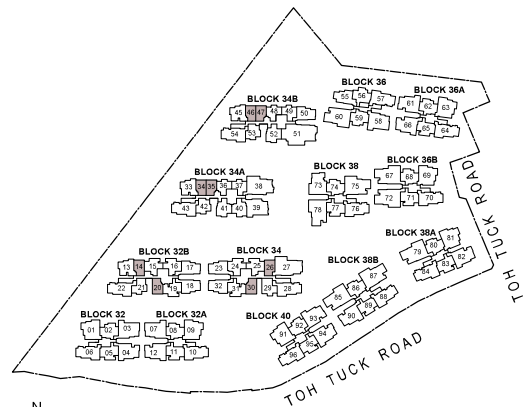 BLOCK 36
55 56 57
60 59 58
BLOCK 36A
61 62 63
66 65 64
BLOCK 34B
45 46 47 48 49 50
54 53 52 51
BLOCK 34A
33 34 35 36 37 38
43 42 41 40 39
BLOCK 38
73 74 75
78 77 76
BLOCK 36B
67 68 69
72 71 70
TOH TUCK ROAD
BLOCK 38A
79 80 81
84 83 82
BLOCK 32B
13 14 15 16 17
22 21 20 19 18
BLOCK 34
23 24 25 26 27
32 31 30 29 28
BLOCK 38B
85 86 87
90 89 88
BLOCK 32
01 02 03
06 05 04
BLOCK 32A
07 08 09
12 11 10
BLOCK 40
91 92 93
96 95 94
TOH TUCK ROAD
N